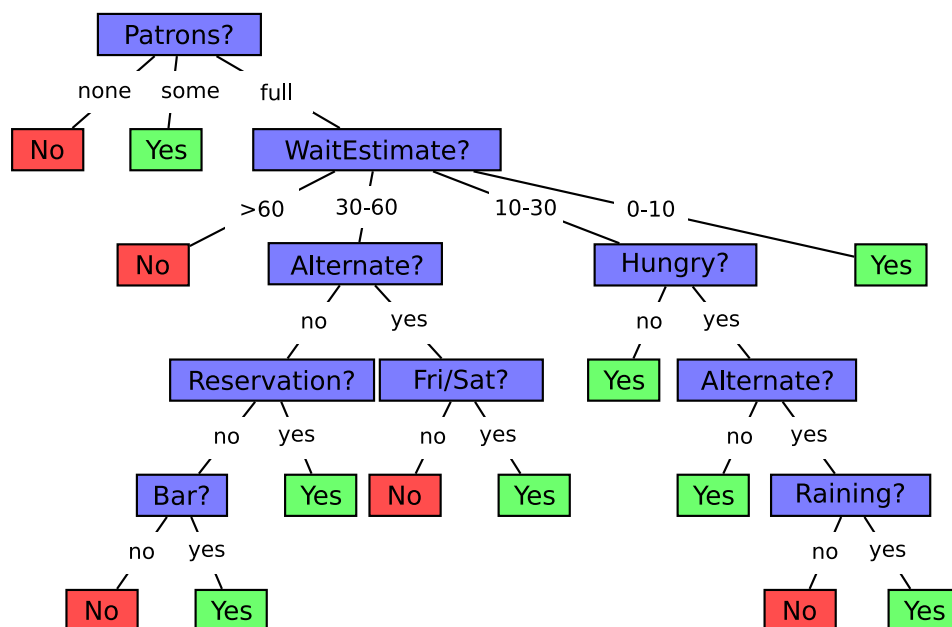 Patrons?
none some full
No Yes WaitEstimate?
>60 30-60 10-30 0-10
No Alternate? Hungry? Yes
no yes no yes
Reservation? Fri/Sat? Yes Alternate?
no yes no yes no yes
Bar? Yes No Yes Yes Raining?
no yes no yes
No Yes No Yes